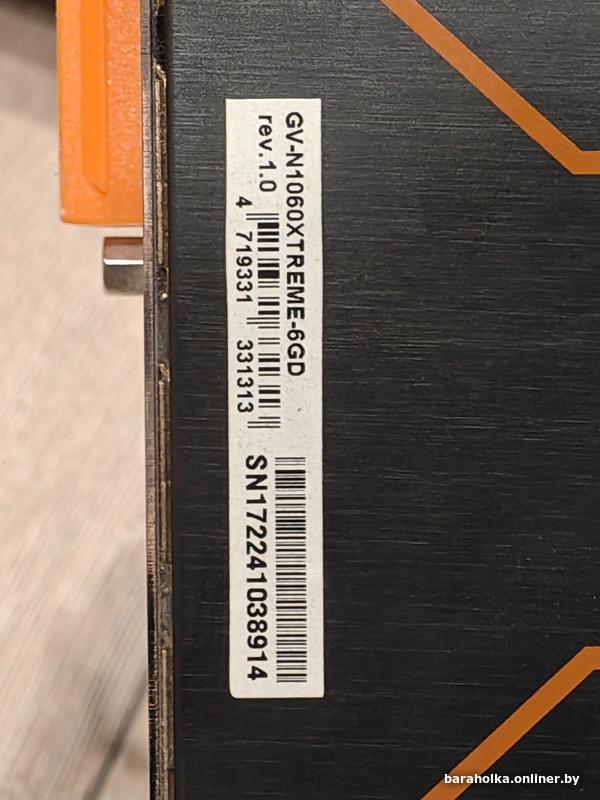 GV-N1060XTREME-6GD
rev.1.0
4 719331 331313
SN172241038914
baraholka.onliner.by